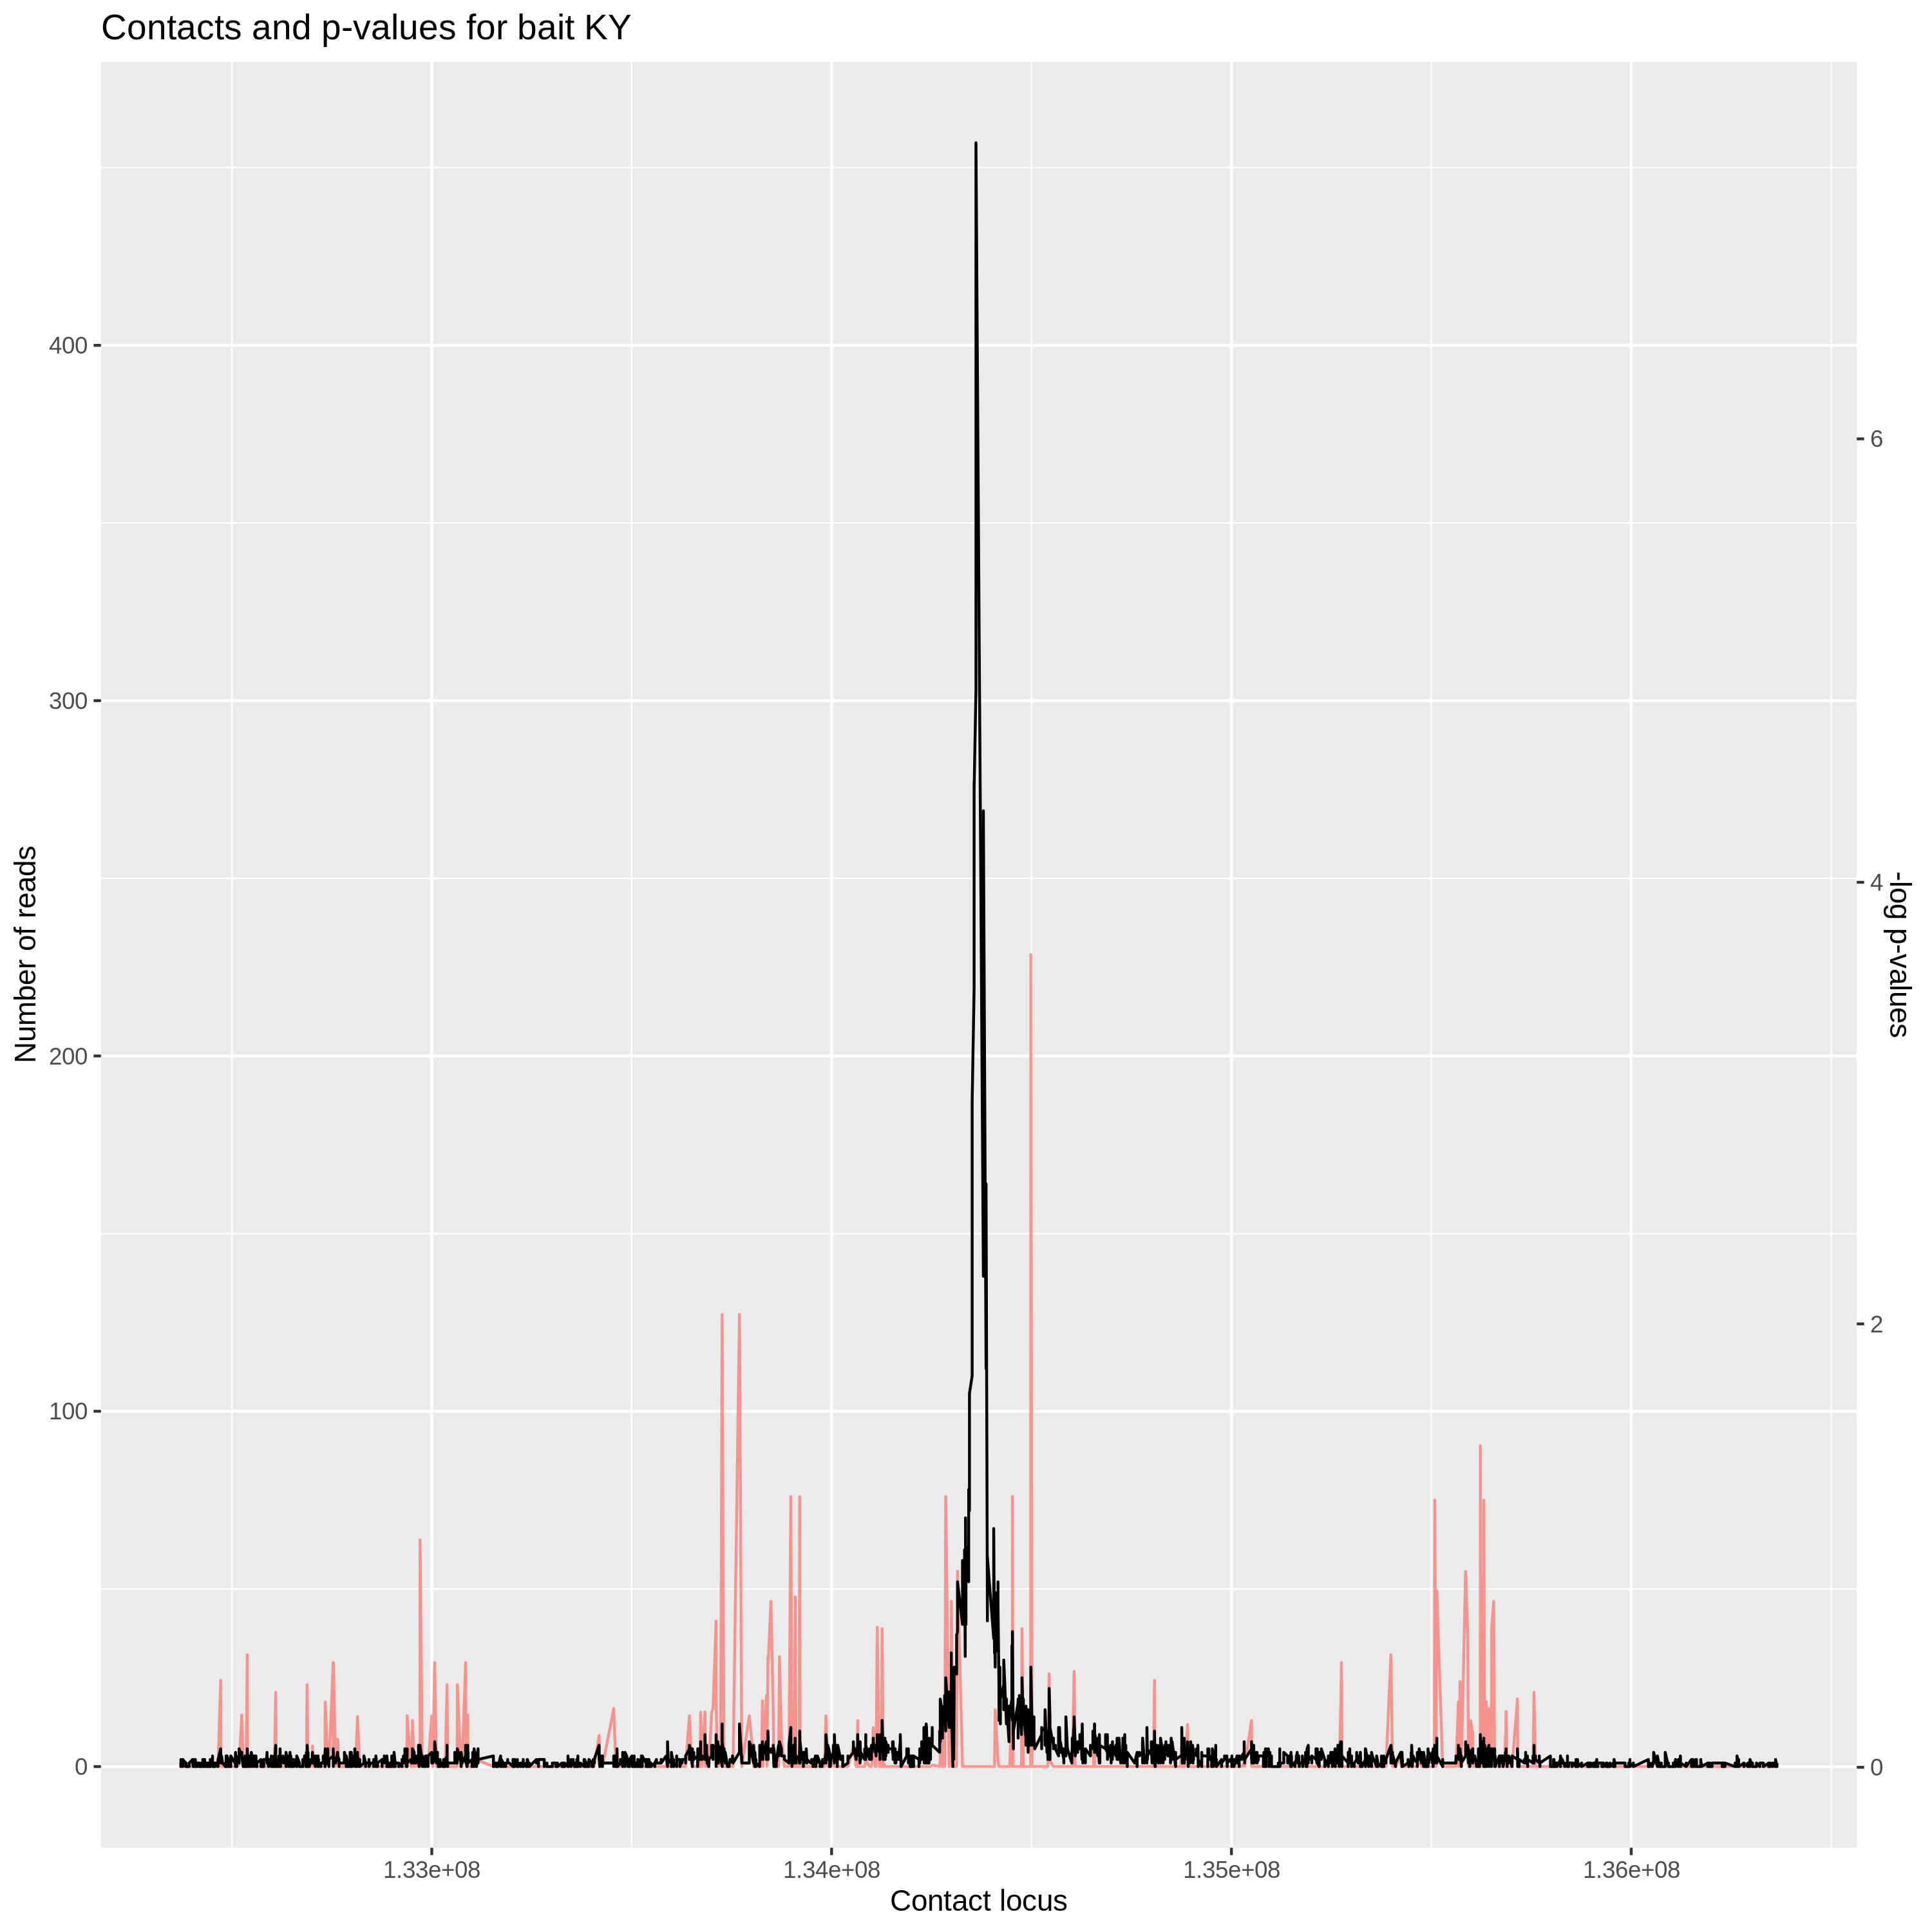 Contacts and p-values for bait KY
Number of reads
400
300
200
100
0
6
4
2
0
-log p-values
1.33e+08
1.34e+08
1.35e+08
1.36e+08
Contact locus